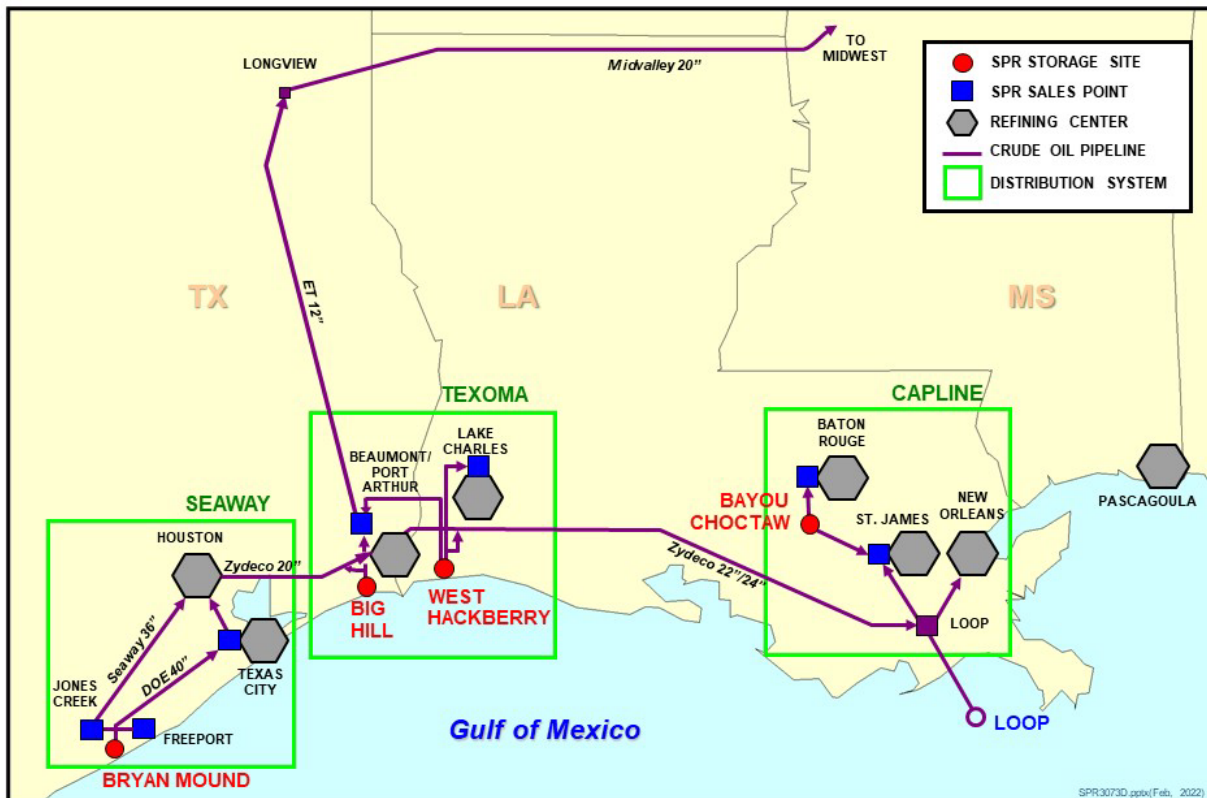 TO
MIDWEST
LONGVIEW
Midvalley 20”
SPR STORAGE SITE
SPR SALES POINT
REFINING CENTER
CRUDE OIL PIPELINE
DISTRIBUTION SYSTEM
TX
LA
MS
ET 12”
TEXOMA
CAPLINE
LAKE
CHARLES
BEAUMONT/
PORT
ARTHUR
BATON
ROUGE
PASCAGOULA
SEAWAY
BAYOU
CHOCTAW
NEW
ORLEANS
ST. JAMES
HOUSTON
Zydeco 20”
Zydeco 22”/24”
BIG
HILL
WEST
HACKBERRY
LOOP
Seaway 36”
DOE 40”
TEXAS
CITY
JONES
CREEK
FREEPORT
Gulf of Mexico
LOOP
BRYAN MOUND
SPR3073D.pptx(Feb, 2022)